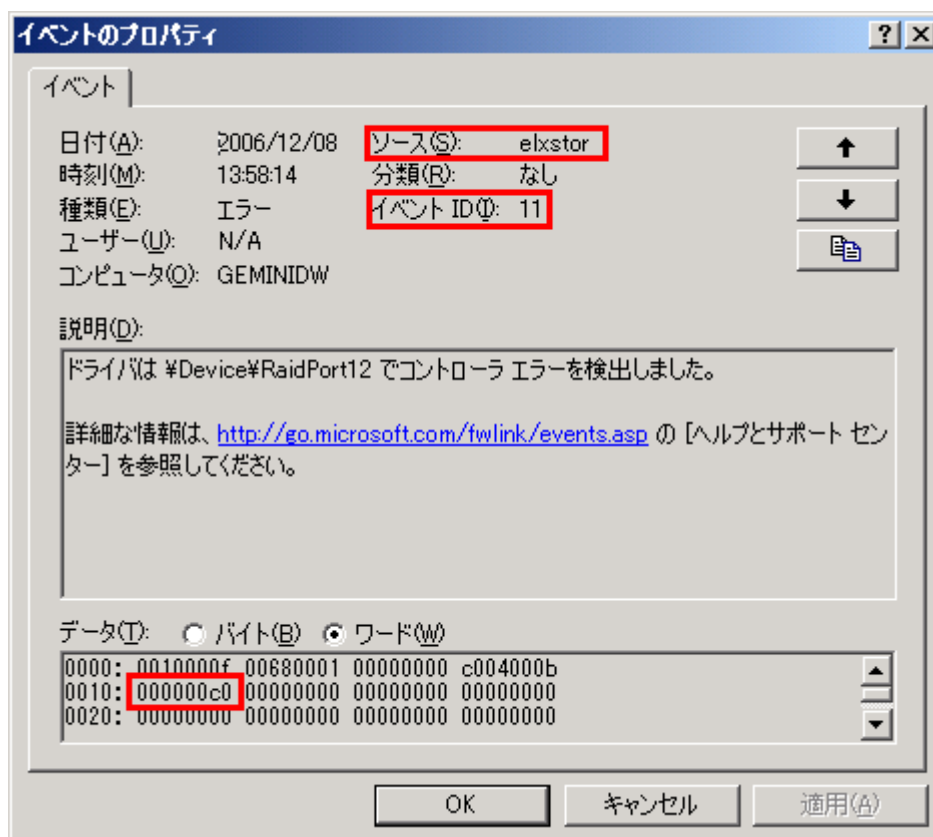 イベントのプロパティ
イベント
日付(A): 2006/12/08 ソース(S): elxstor
時刻(M): 13:58:14 分類(R): なし
種類(E): エラー イベント ID(I): 11
ユーザー(U): N/A
コンピュータ(O): GEMINIDW
説明(D):
ドライバは ¥Device¥RaidPort12 でコントローラ エラーを検出しました。
詳細な情報は、http://go.microsoft.com/fwlink/events.asp の [ヘルプとサポート セン
ター] を参照してください。
データ(T): バイト(B) ワード(W)
0000: 0010000f 00680001 00000000 c004000b
0010: 000000c0 00000000 00000000 00000000
0020: 00000000 00000000 00000000 00000000
OK キャンセル 適用(A)